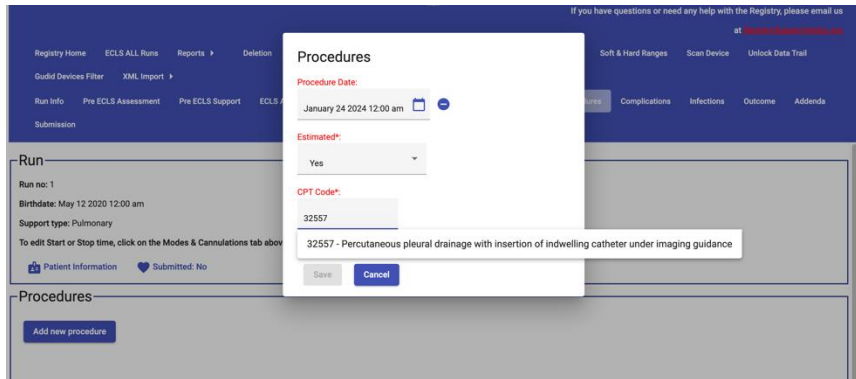 If you have questions or need any help with the Registry, please email us
at
Registry Home ECLS ALL Runs Reports Deletion Soft & Hard Ranges Scan Device Unlock Data Trail
Gudid Devices Filter XML Import
Run Info Pre ECLS Assessment Pre ECLS Support ECLS A Complications Infections Outcome Addenda
Submission
Procedures
Procedure Date:
January 24 2024 12:00 am
Estimated*:
Yes
CPT Code*:
32557
32557 - Percutaneous pleural drainage with insertion of indwelling catheter under imaging guidance
Save Cancel
Run
Run no: 1
Birthdate: May 12 2020 12:00 am
Support type: Pulmonary
To edit Start or Stop time, click on the Modes & Cannulations tab abov
Patient Information Submitted: No
Procedures
Add new procedure